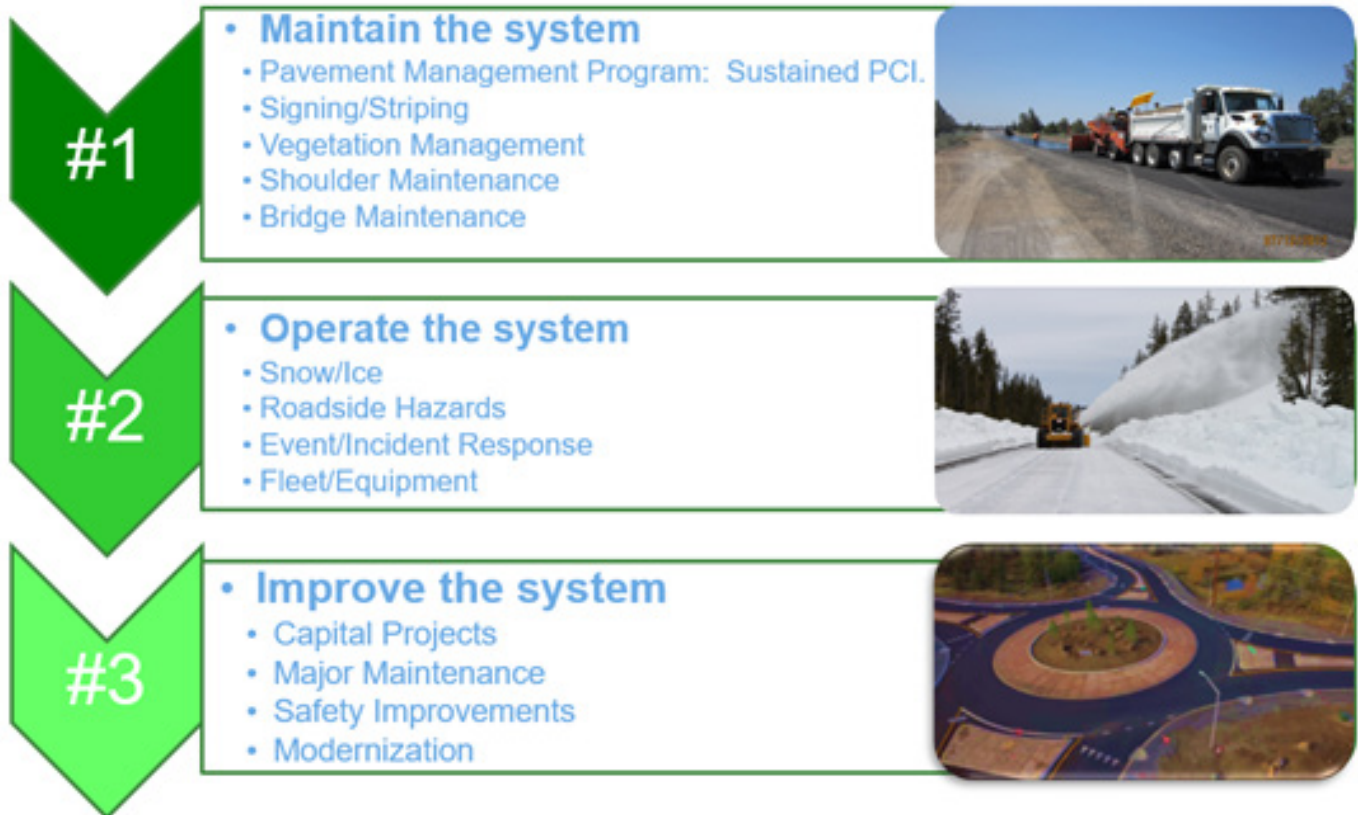 #1
• Maintain the system
• Pavement Management Program: Sustained PCI.
• Signing/Striping
• Vegetation Management
• Shoulder Maintenance
• Bridge Maintenance
#2
• Operate the system
• Snow/Ice
• Roadside Hazards
• Event/Incident Response
• Fleet/Equipment
#3
• Improve the system
• Capital Projects
• Major Maintenance
• Safety Improvements
• Modernization